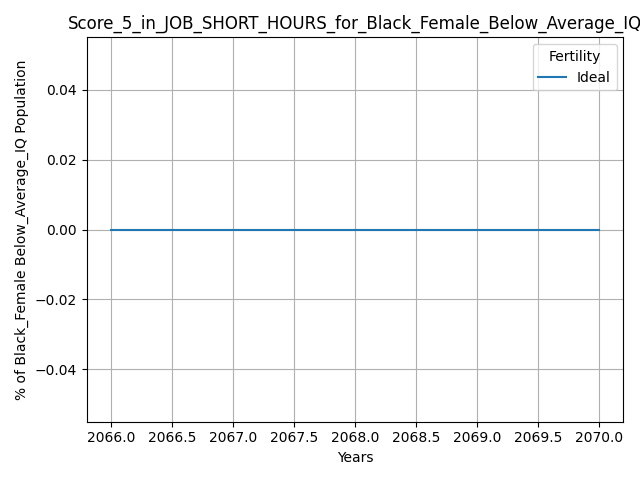 Score_5_in_JOB_SHORT_HOURS_for_Black_Female_Below_Average_IQ
% of Black_Female Below_Average_IQ Population
Fertility
Ideal
0.04
0.02
0.00
−0.02
−0.04
2066.0 2066.5 2067.0 2067.5 2068.0 2068.5 2069.0 2069.5 2070.0
Years